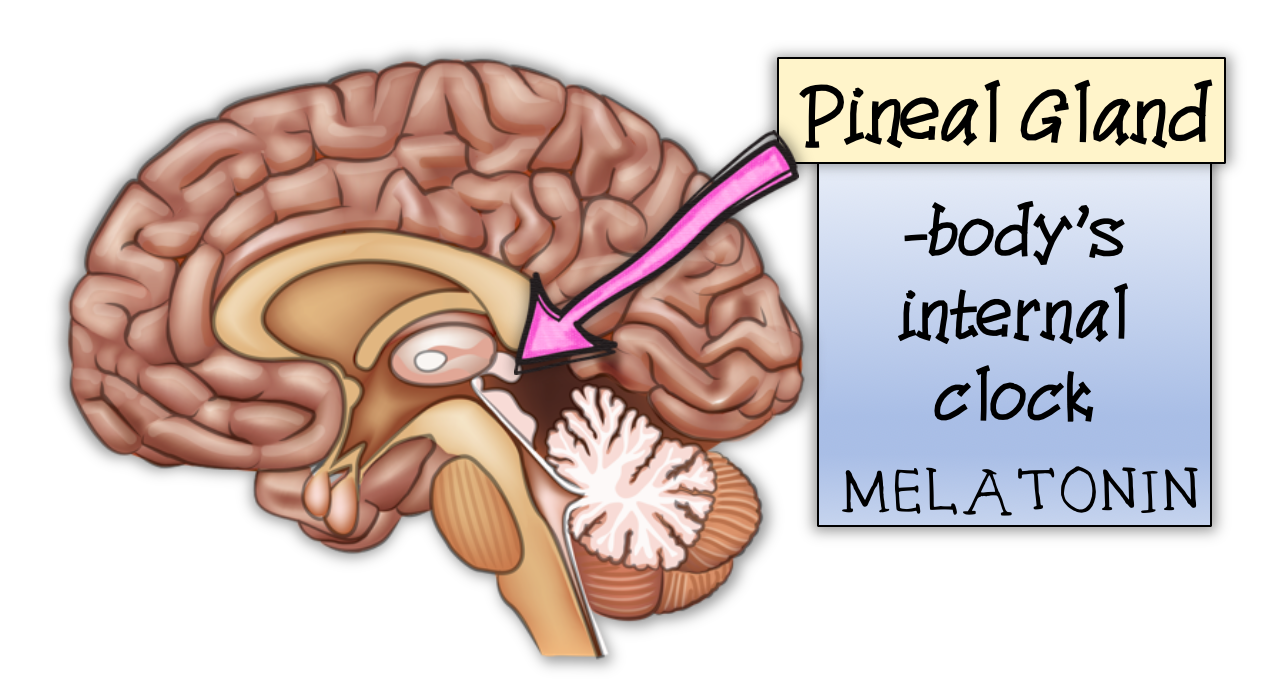 Pineal Gland
-body's
internal
clock
MELATONIN